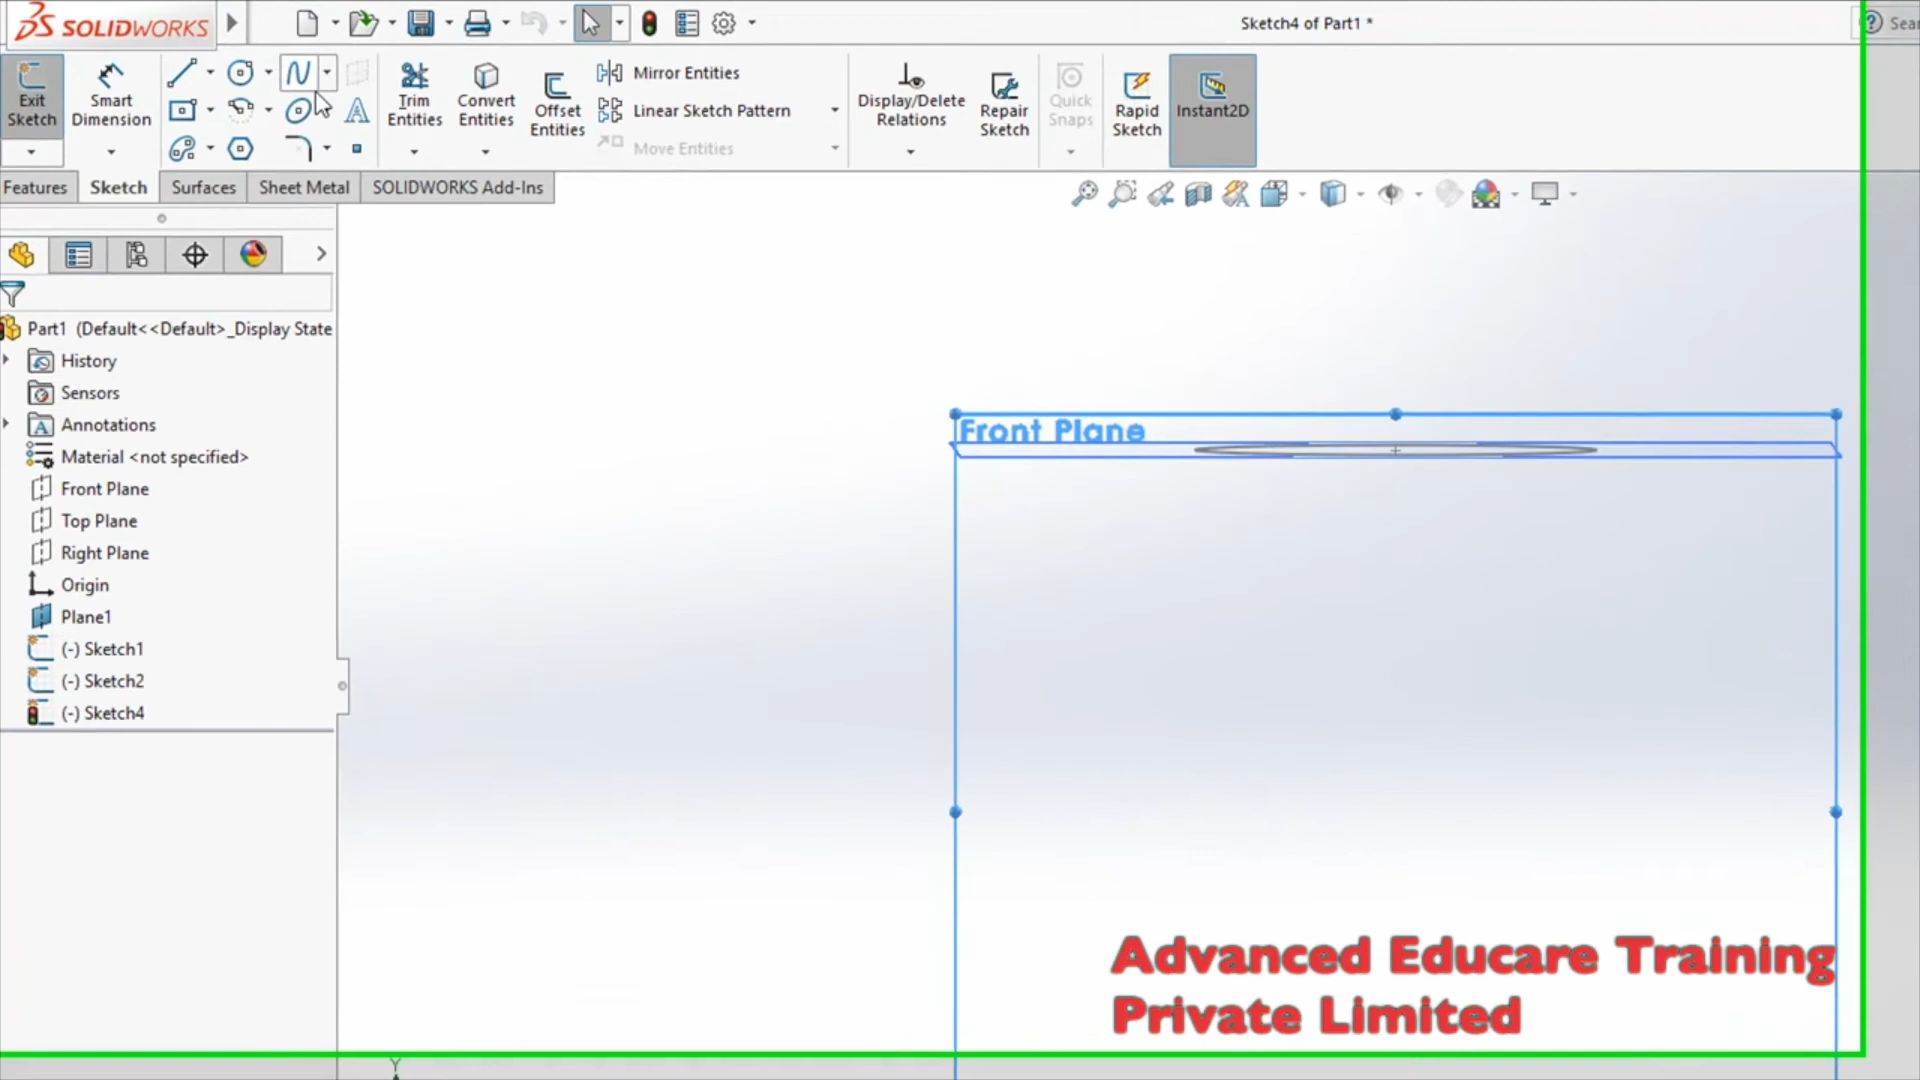 SOLIDWORKS
Sketch4 of Part1 *
Sear
Exit Sketch
Smart Dimension
Trim Entities
Convert Entities
Offset Entities
Mirror Entities
Linear Sketch Pattern
Move Entities
Display/Delete Relations
Repair Sketch
Quick Snaps
Rapid Sketch
Instant2D
Features
Sketch
Surfaces
Sheet Metal
SOLIDWORKS Add-Ins
Part1 (Default<<Default>_Display State
History
Sensors
Annotations
Material <not specified>
Front Plane
Top Plane
Right Plane
Origin
Plane1
(-) Sketch1
(-) Sketch2
(-) Sketch4
Front Plane
Advanced Educare Training
Private Limited
Y